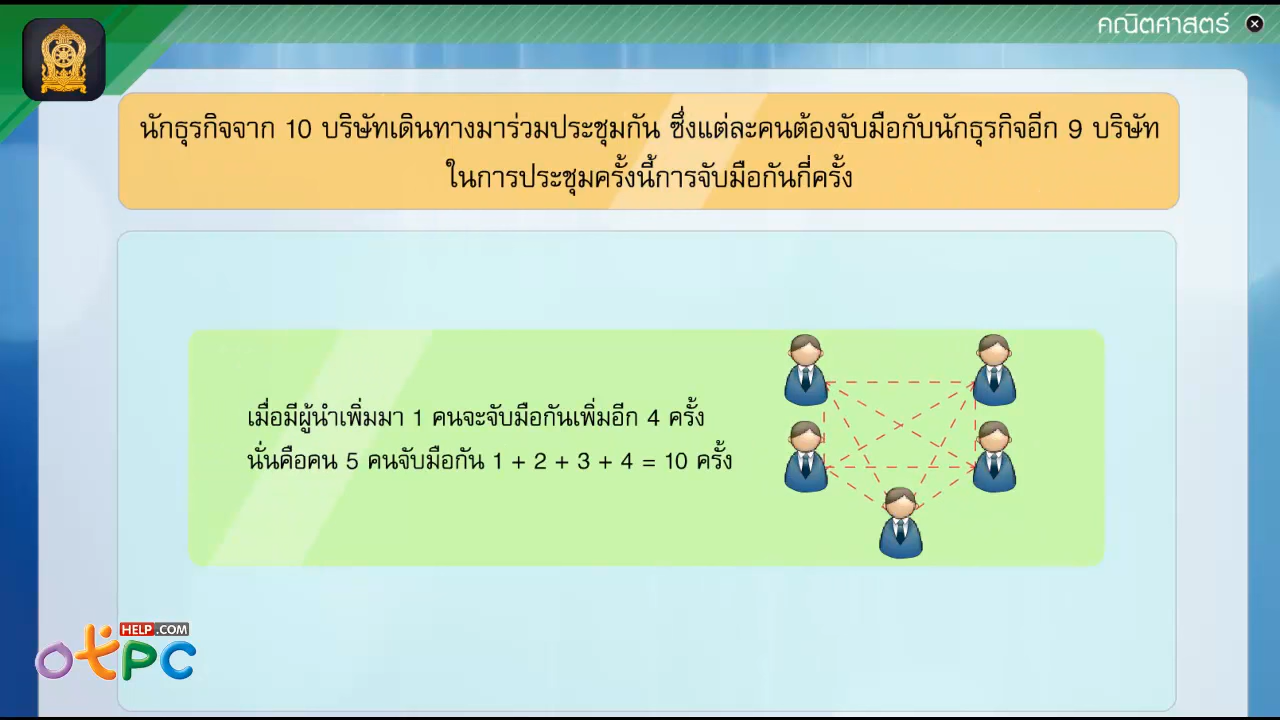 คณิตศาสตร์
นักธุรกิจจาก 10 บริษัทเดินทางมาร่วมประชุมกัน ซึ่งแต่ละคนต้องจับมือกับนักธุรกิจอีก 9 บริษัท
ในการประชุมครั้งนี้การจับมือกันกี่ครั้ง
เมื่อมีผู้นำเพิ่มมา 1 คนจะจับมือกันเพิ่มอีก 4 ครั้ง
นั่นคือคน 5 คนจับมือกัน 1 + 2 + 3 + 4 = 10 ครั้ง
HELP.COM
otPC